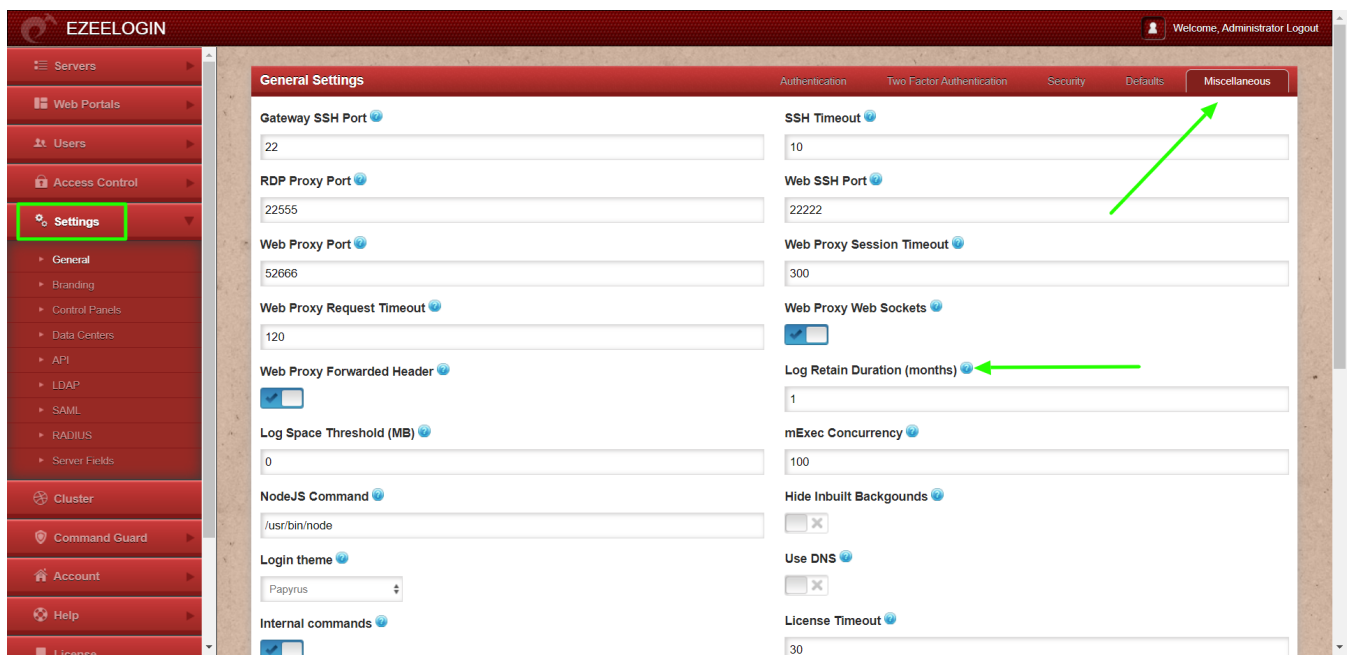 EZEELOGIN
Welcome, Administrator Logout
Servers
Web Portals
Users
Access Control
Settings
General
Branding
Control Panels
Data Centers
API
LDAP
SAML
RADIUS
Server Fields
Cluster
Command Guard
Account
Help
License
General Settings
Authentication
Two Factor Authentication
Security
Defaults
Miscellaneous
Gateway SSH Port
22
SSH Timeout
10
RDP Proxy Port
22555
Web SSH Port
22222
Web Proxy Port
52666
Web Proxy Session Timeout
300
Web Proxy Request Timeout
120
Web Proxy Web Sockets
Web Proxy Forwarded Header
Log Retain Duration (months)
1
Log Space Threshold (MB)
0
mExec Concurrency
100
NodeJS Command
/usr/bin/node
Hide Inbuilt Backgounds
Login theme
Papyrus
Use DNS
Internal commands
License Timeout
30